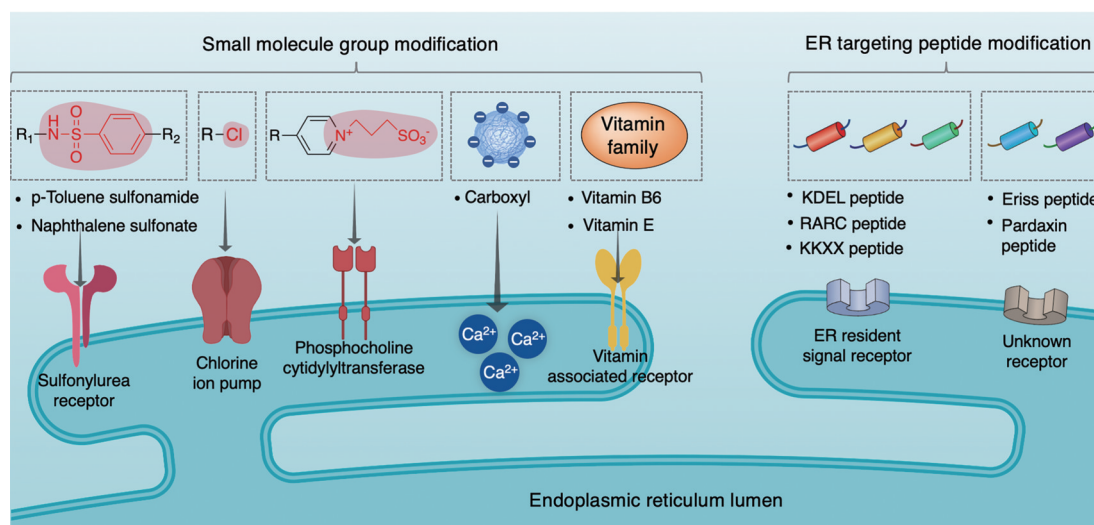 Small molecule group modification
ER targeting peptide modification
R1-NH-S-R2
O
O
R-Cl
R
N+
SO3-
Vitamin
family
• p-Toluene sulfonamide
• Naphthalene sulfonate
• Carboxyl
• Vitamin B6
• Vitamin E
• KDEL peptide
• RARC peptide
• KKXX peptide
• Eriss peptide
• Pardaxin
peptide
Sulfonylurea
receptor
Chlorine
ion pump
Phosphocholine
cytidylyltransferase
Ca2+
Ca2+
Ca2+
Vitamin
associated receptor
ER resident
signal receptor
Unknown
receptor
Endoplasmic reticulum lumen